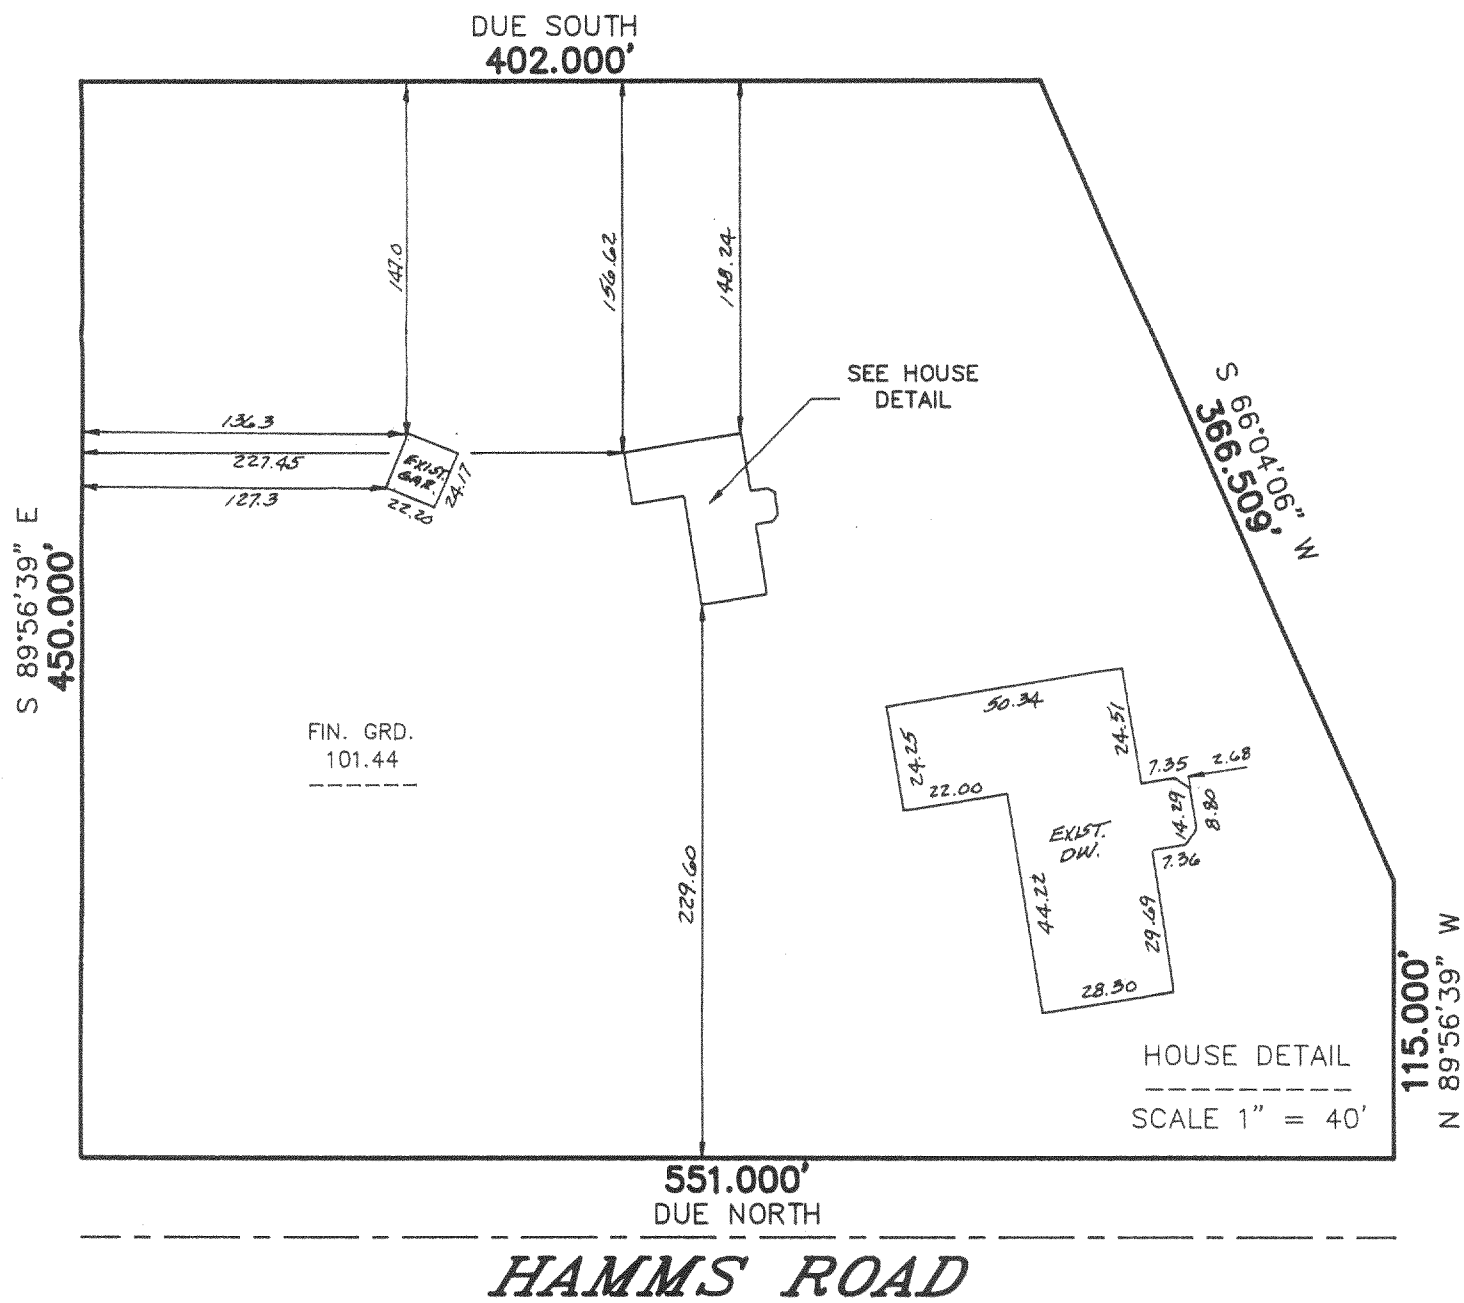 DUE SOUTH
402.000'
147.0
156.62
148.24
SEE HOUSE
DETAIL
S 66°04'06" W
366.509'
136.3
227.45
127.3
EXIST.
GAR.
24.17
22.20
S 89°56'39" E
450.000'
FIN. GRD.
101.44
229.60
50.34
24.25
24.51
22.00
7.35
2.68
14.29
8.80
EXIST.
DW.
7.36
44.22
29.69
28.30
HOUSE DETAIL
SCALE 1" = 40'
115.000'
N 89°56'39" W
551.000'
DUE NORTH
HAMMS ROAD